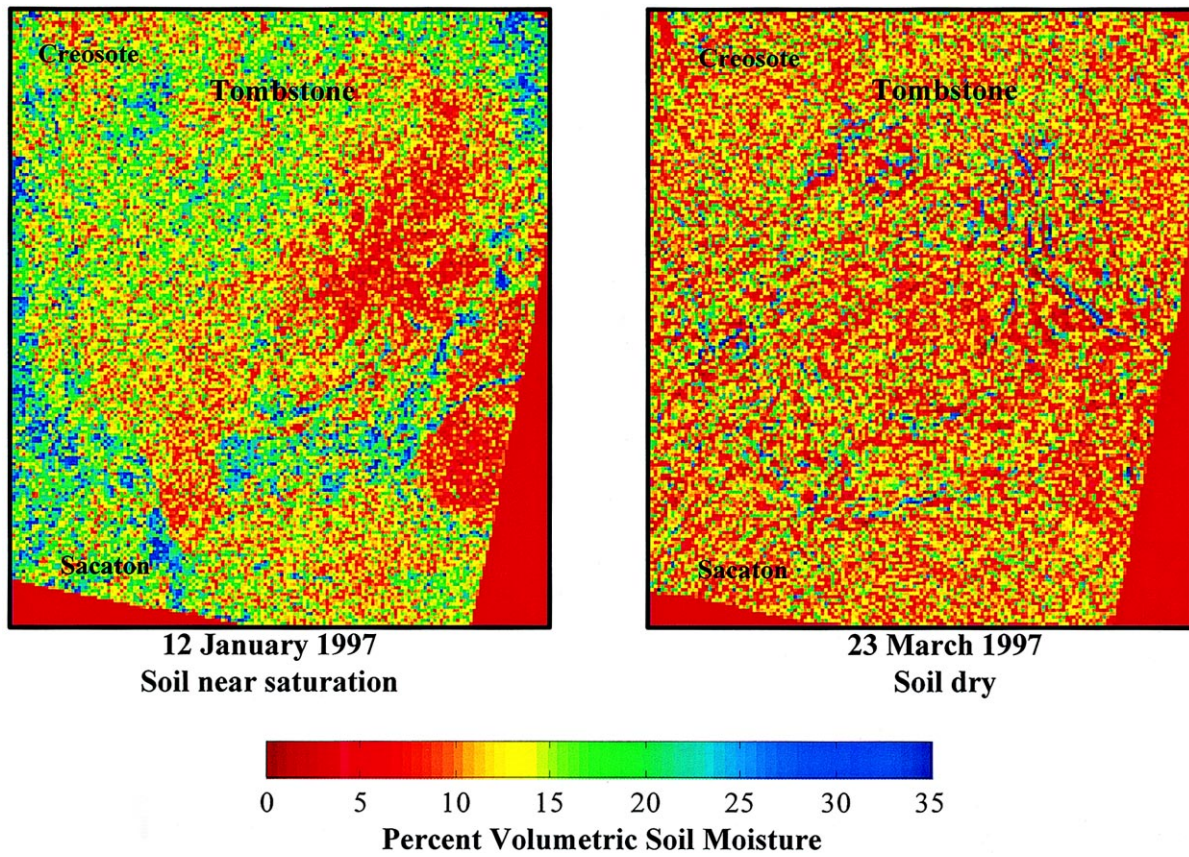 Creosote
Tombstone
Sacaton
12 January 1997
Soil near saturation
Creosote
Tombstone
Sacaton
23 March 1997
Soil dry
0 5 10 15 20 25 30 35
Percent Volumetric Soil Moisture